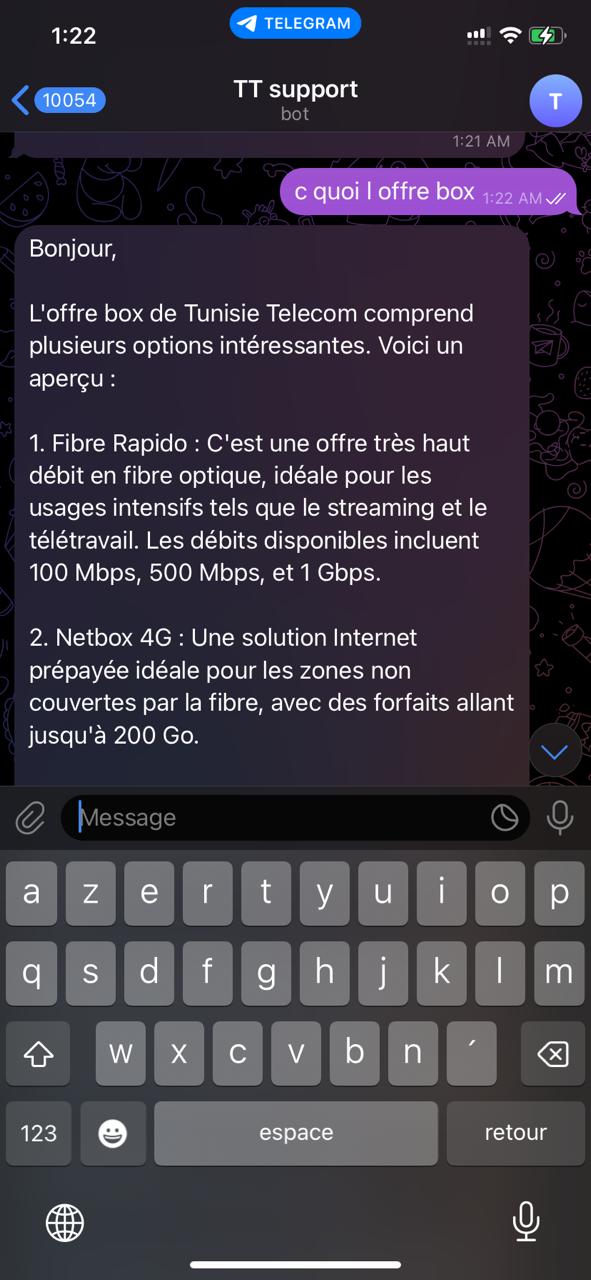 1:22
TELEGRAM
10054
TT support
bot
T
1:21 AM
c quoi l offre box 1:22 AM
Bonjour,
L'offre box de Tunisie Telecom comprend
plusieurs options intéressantes. Voici un
aperçu :
1. Fibre Rapido : C'est une offre très haut
débit en fibre optique, idéale pour les
usages intensifs tels que le streaming et le
télétravail. Les débits disponibles incluent
100 Mbps, 500 Mbps, et 1 Gbps.
2. Netbox 4G : Une solution Internet
prépayée idéale pour les zones non
couvertes par la fibre, avec des forfaits allant
jusqu'à 200 Go.
Message
a z e r t y u i o p
q s d f g h j k l m
w x c v b n ´
123 espace retour